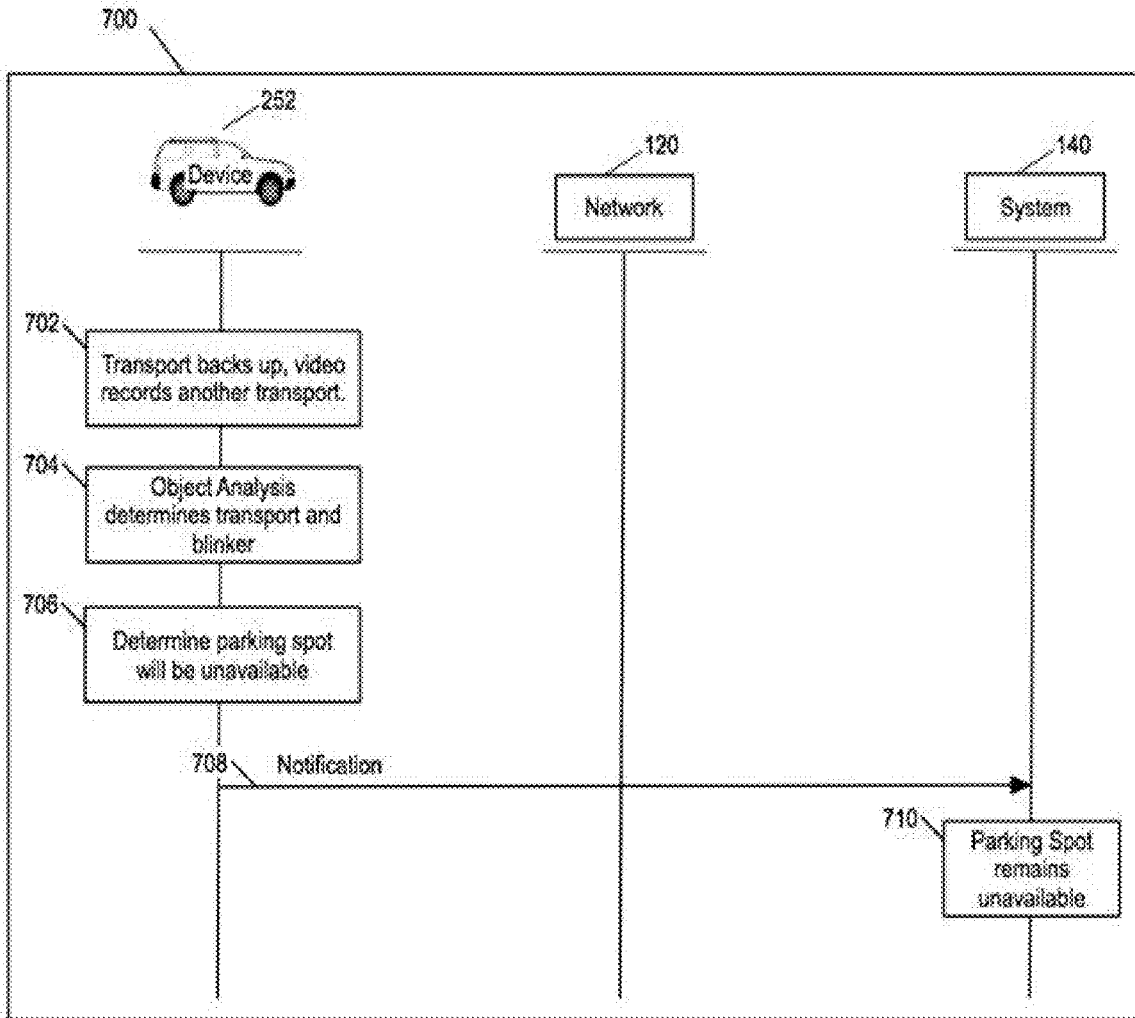 700
252
Device
120
Network
140
System
702
Transport backs up, video
records another transport.
704
Object Analysis
determines transport and
blinker
706
Determine parking spot
will be unavailable
708
Notification
710
Parking Spot
remains
unavailable